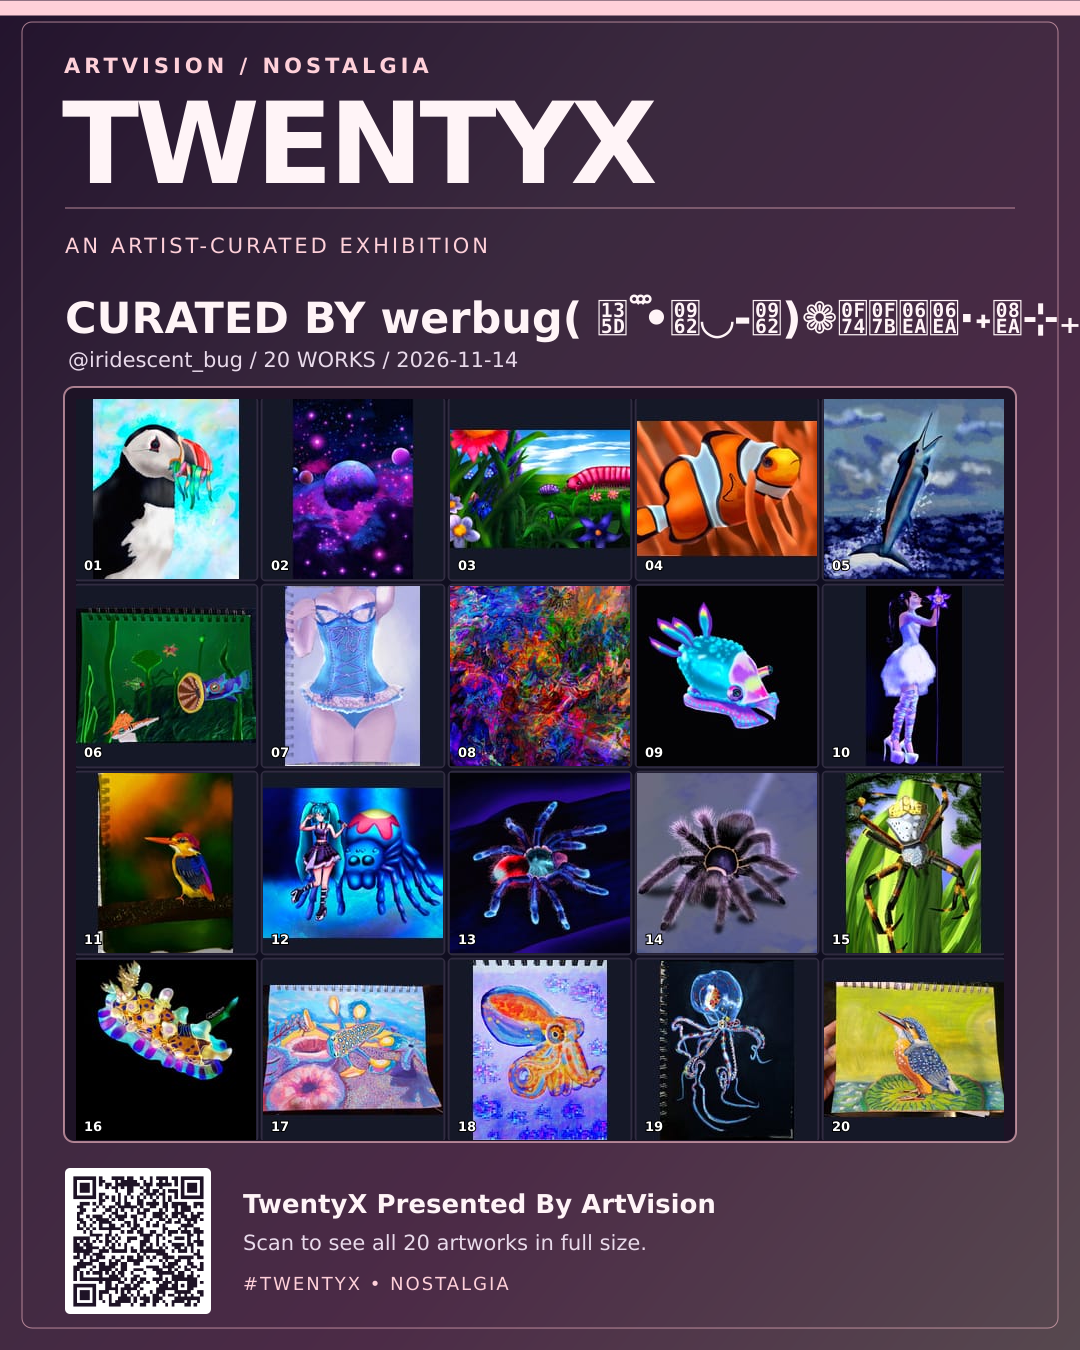 ARTVISION / NOSTALGIA
TWENTYX
AN ARTIST-CURATED EXHIBITION
CURATED BY werbug(
@iridescent_bug / 20 WORKS / 2026-11-14
01
02
03
04
05
06
07
08
09
10
11
12
13
14
15
16
17
18
19
20
TwentyX Presented By ArtVision
Scan to see all 20 artworks in full size.
#TWENTYX • NOSTALGIA